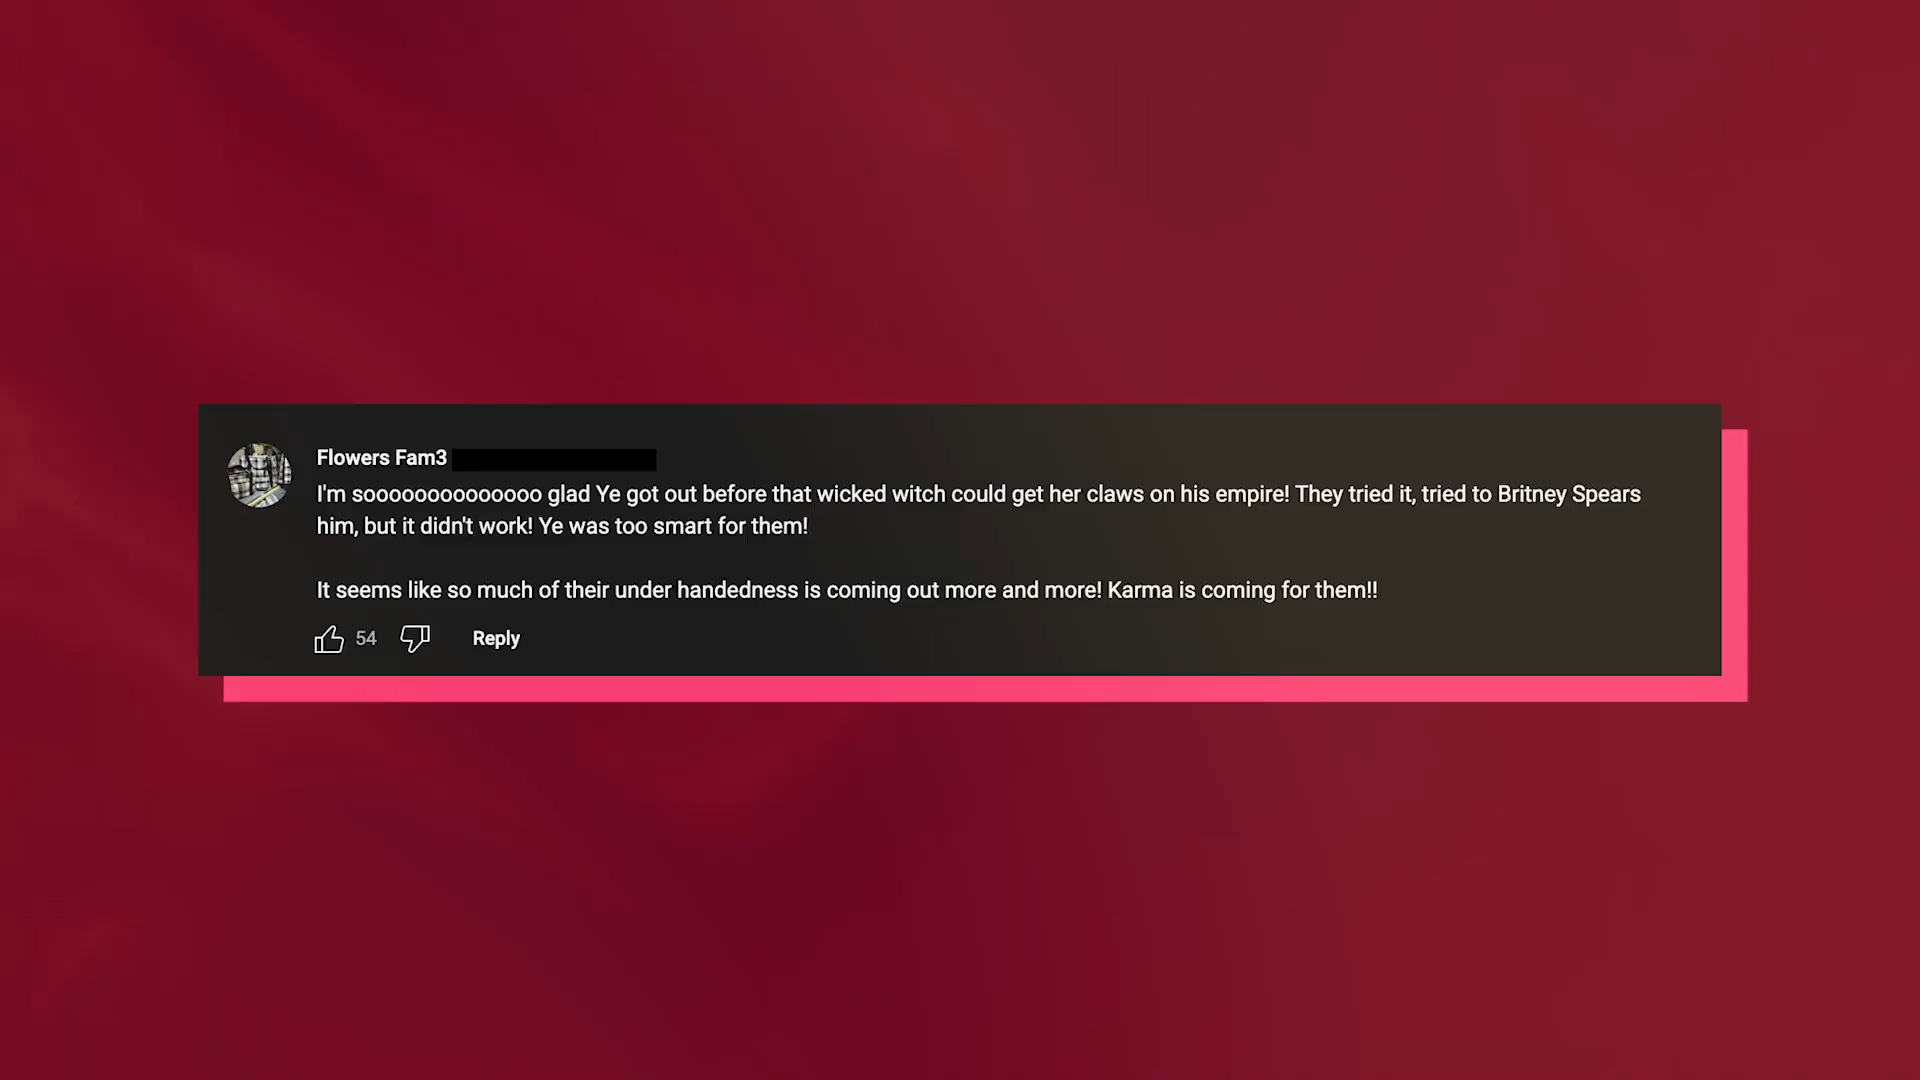 Flowers Fam3
I'm soooooooooooooo glad Ye got out before that wicked witch could get her claws on his empire! They tried it, tried to Britney Spears
him, but it didn't work! Ye was too smart for them!
It seems like so much of their under handedness is coming out more and more! Karma is coming for them!!
54 Reply